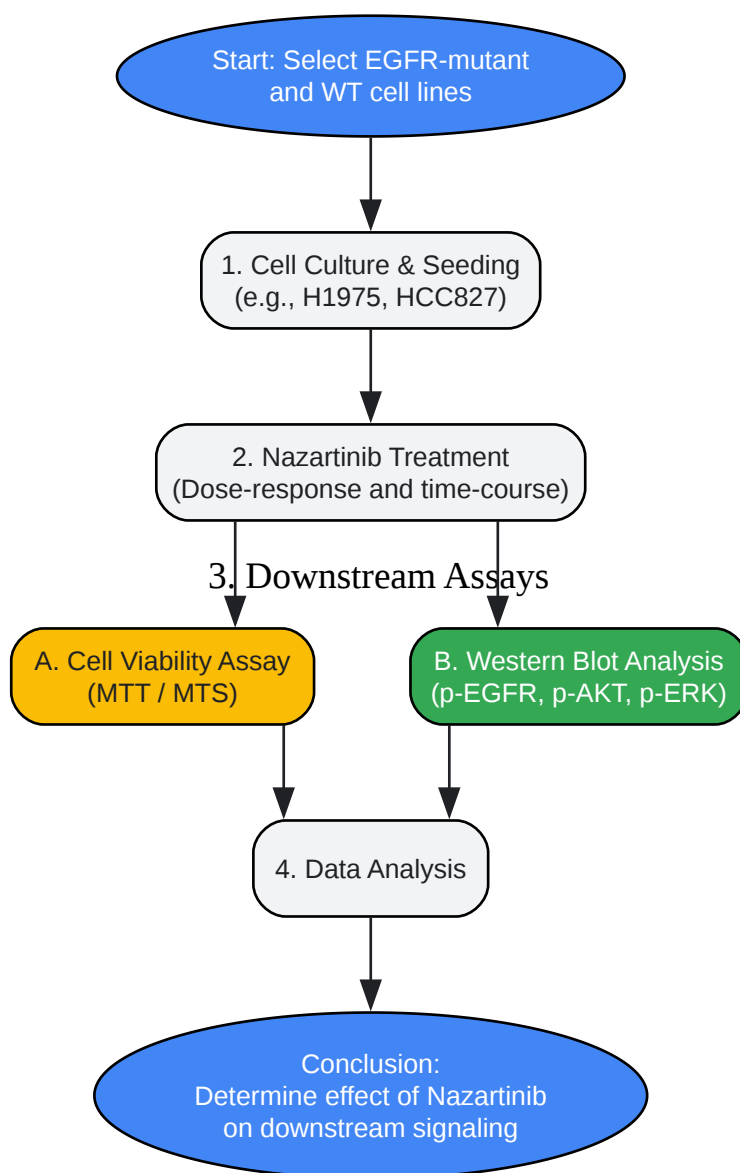 Start: Select EGFR-mutant
and WT cell lines
1. Cell Culture & Seeding
(e.g., H1975, HCC827)
2. Nazartinib Treatment
(Dose-response and time-course)
3. Downstream Assays
A. Cell Viability Assay
(MTT / MTS)
B. Western Blot Analysis
(p-EGFR, p-AKT, p-ERK)
4. Data Analysis
Conclusion:
Determine effect of Nazartinib
on downstream signaling